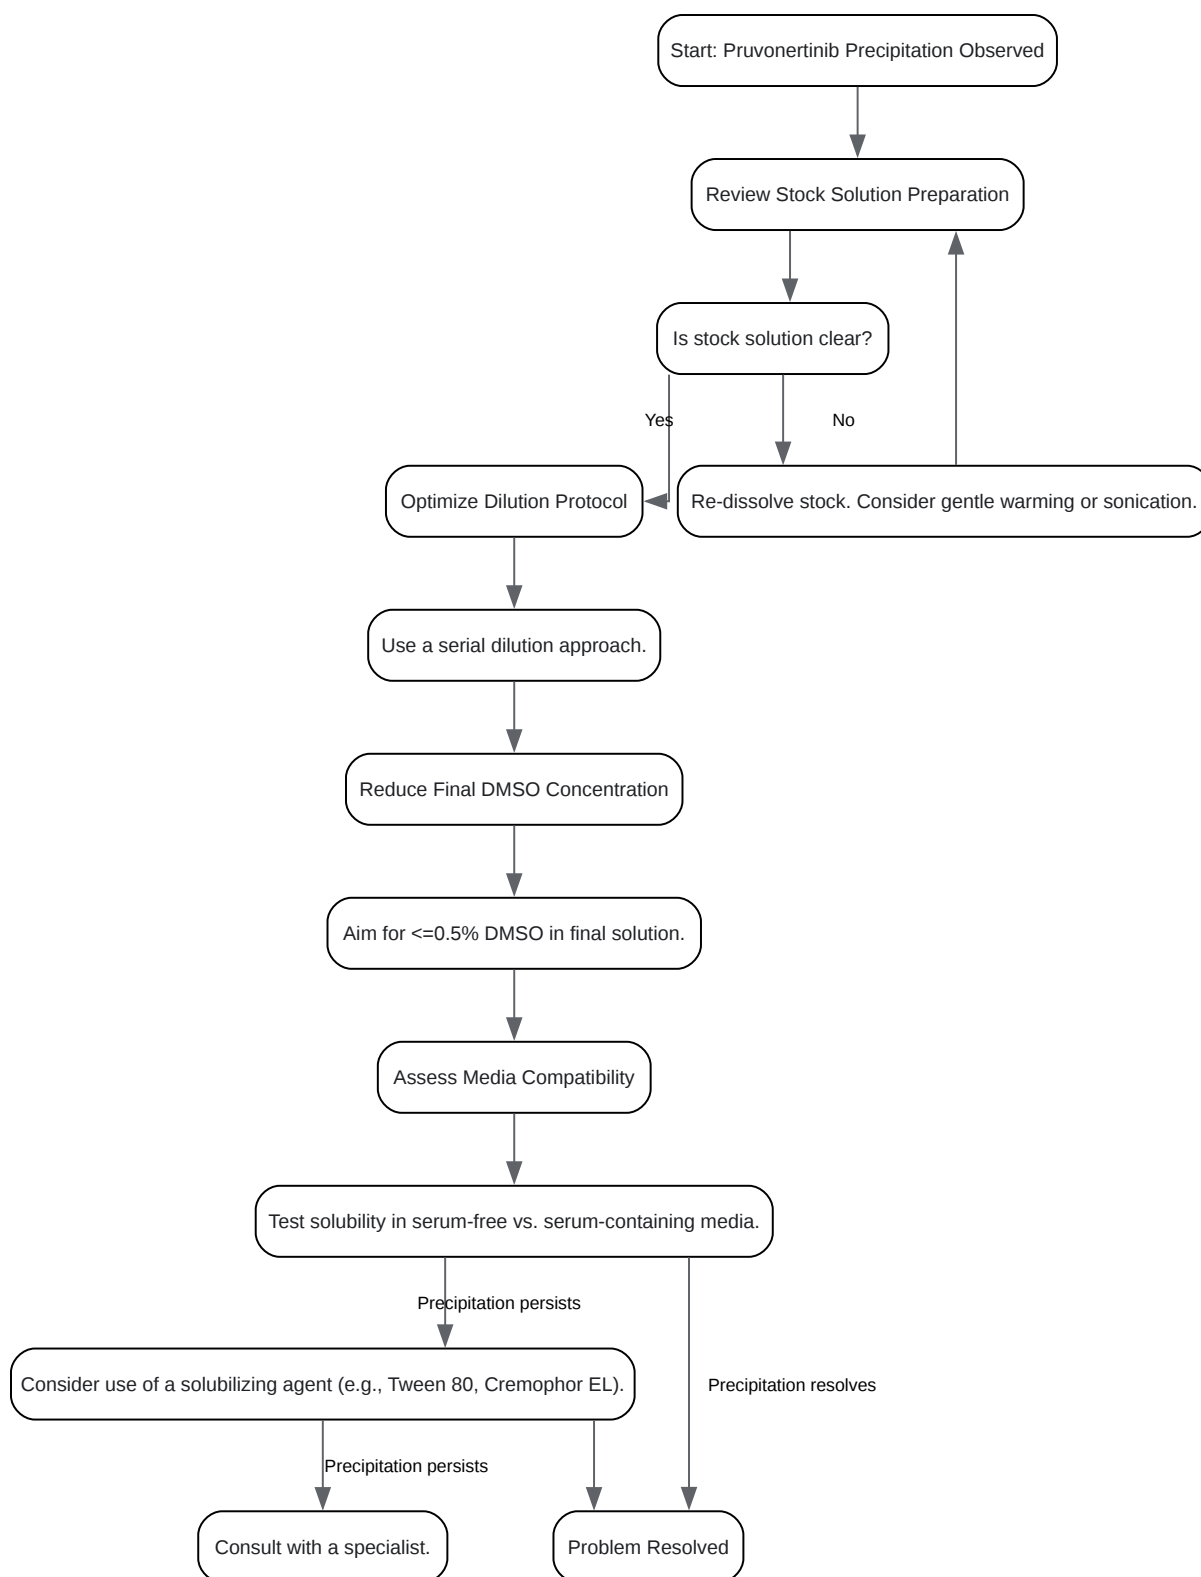 Start: Pruvonertinib Precipitation Observed
Review Stock Solution Preparation
Is stock solution clear?
Yes
No
Optimize Dilution Protocol
Re-dissolve stock. Consider gentle warming or sonication.
Use a serial dilution approach.
Reduce Final DMSO Concentration
Aim for <=0.5% DMSO in final solution.
Assess Media Compatibility
Test solubility in serum-free vs. serum-containing media.
Precipitation persists
Consider use of a solubilizing agent (e.g., Tween 80, Cremophor EL).
Precipitation resolves
Precipitation persists
Consult with a specialist.
Problem Resolved